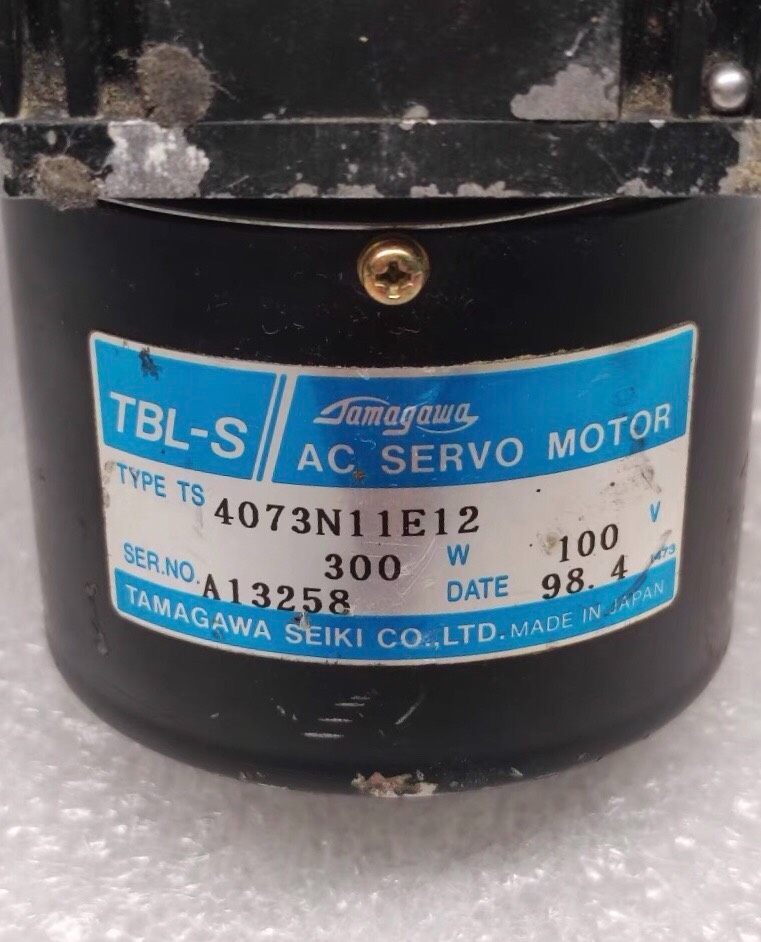 TBL-S Tamagawa
AC SERVO MOTOR
TYPE TS 4073N11E12
300 W 100 V
SER.NO. A13258 DATE 98. 4
TAMAGAWA SEIKI CO.,LTD. MADE IN JAPAN